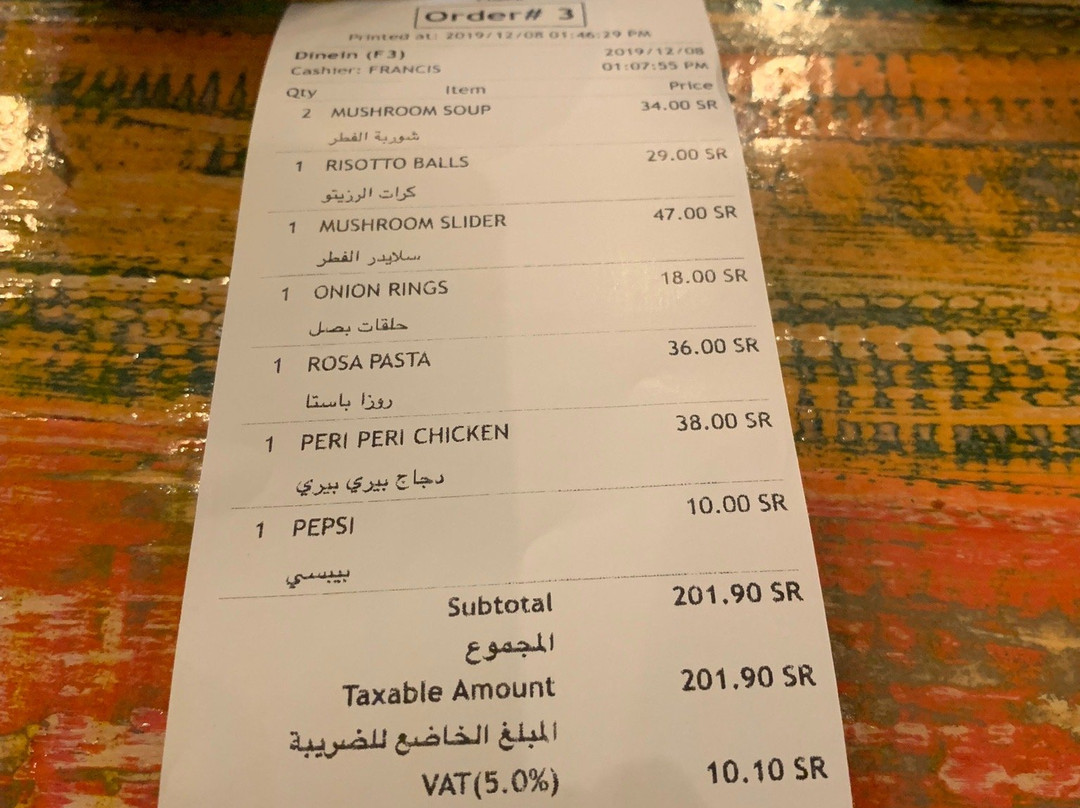 Order# 3
Printed at: 2019/12/08 01:46:29 PM
DineIn (F3) 2019/12/08
Cashier: FRANCIS 01:07:55 PM
Qty Item Price
2 MUSHROOM SOUP 34.00 SR
شوربة الفطر
1 RISOTTO BALLS 29.00 SR
كرات الرزيتو
1 MUSHROOM SLIDER 47.00 SR
سلايدر الفطر
1 ONION RINGS 18.00 SR
حلقات بصل
1 ROSA PASTA 36.00 SR
روزا باستا
1 PERI PERI CHICKEN 38.00 SR
دجاج بيري بيري
1 PEPSI 10.00 SR
بيبسي
Subtotal 201.90 SR
المجموع
Taxable Amount 201.90 SR
المبلغ الخاضع للضريبة
VAT(5.0%) 10.10 SR